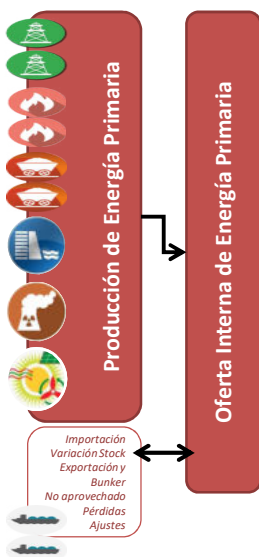 Producción de Energía Primaria
Oferta Interna de Energía Primaria
Importación
Variación Stock
Exportación y
Bunker
No aprovechado
Pérdidas
Ajustes